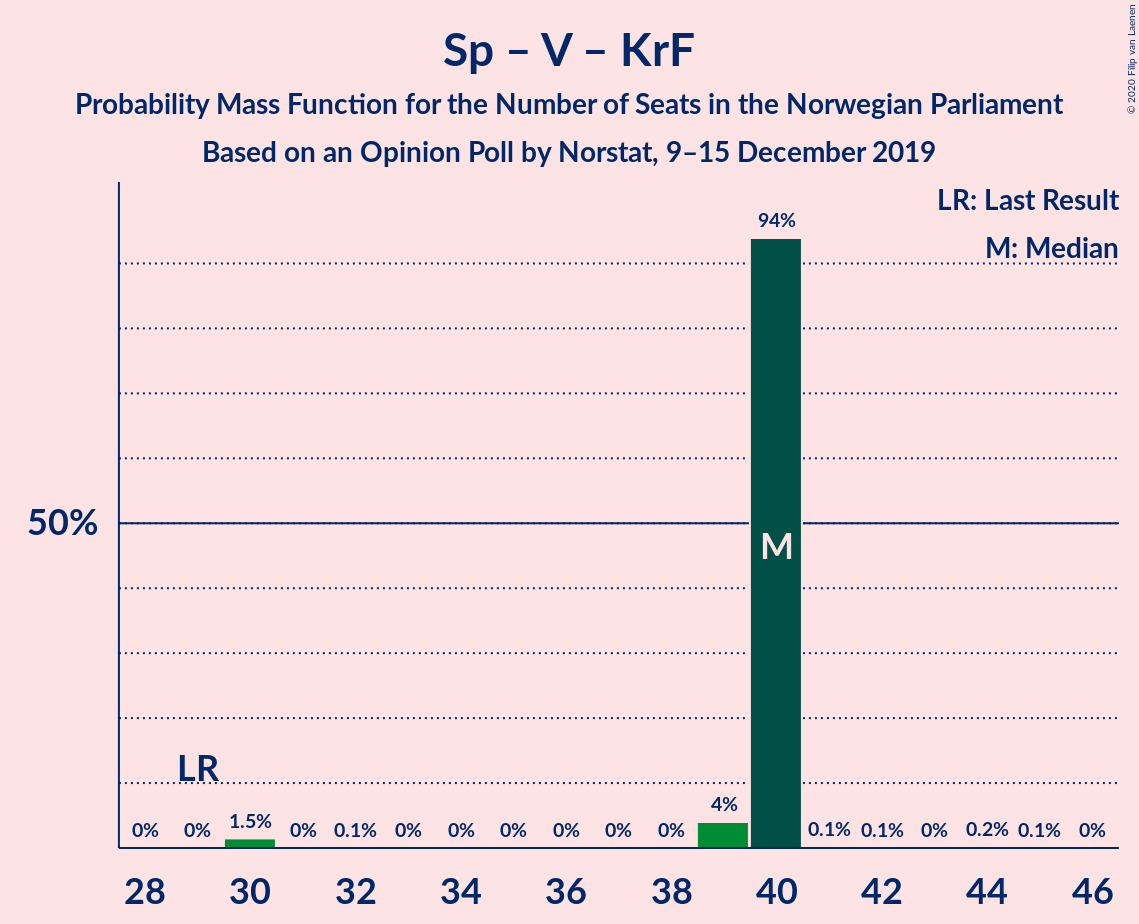 Sp – V – KrF
Probability Mass Function for the Number of Seats in the Norwegian Parliament
Based on an Opinion Poll by Norstat, 9–15 December 2019
© 2020 Filip van Laenen
LR: Last Result
M: Median
94%
50%
M
LR
0% 0% 1.5% 0% 0.1% 0% 0% 0% 0% 0% 0% 4% 0.1% 0.1% 0% 0.2% 0.1% 0%
28 30 32 34 36 38 40 42 44 46